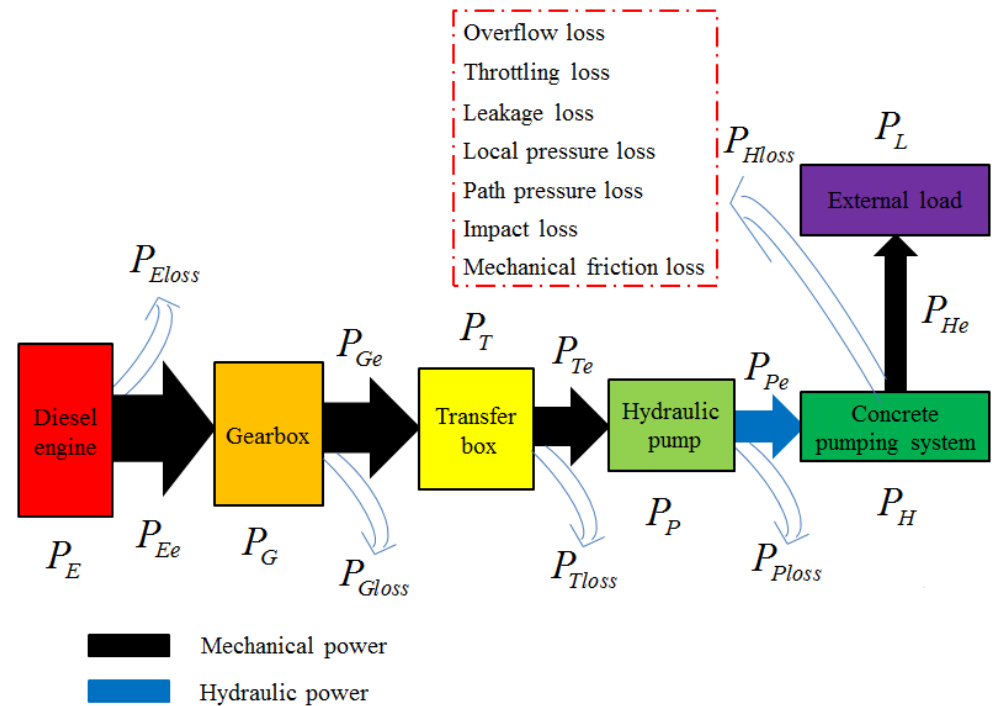 Overflow loss
Throttling loss
Leakage loss
Local pressure loss
Path pressure loss
Impact loss
Mechanical friction loss
P_Hloss
P_L
External load
P_He
P_Eloss
P_Ge
P_T
P_Te
P_Pe
Diesel
engine
Gearbox
Transfer
box
Hydraulic
pump
Concrete
pumping system
P_E
P_Ee
P_G
P_Gloss
P_Tloss
P_P
P_Ploss
P_H
Mechanical power
Hydraulic power